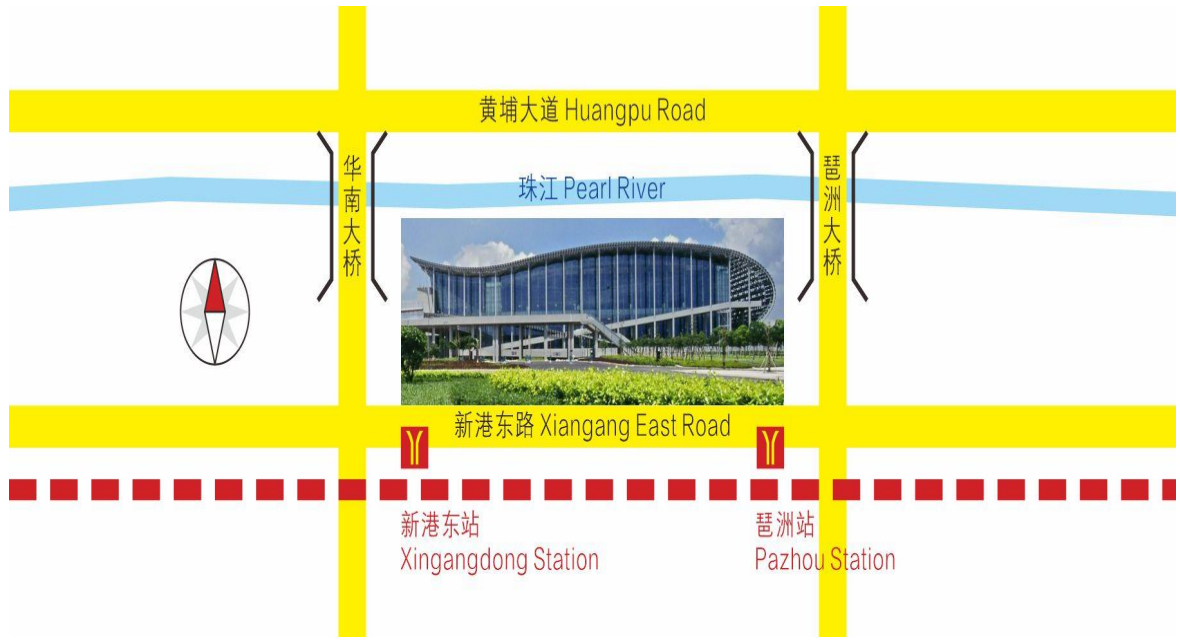 黄埔大道 Huangpu Road
珠江 Pearl River
华南大桥
琶洲大桥
新港东路 Xiangang East Road
新港东站
Xingangdong Station
琶洲站
Pazhou Station